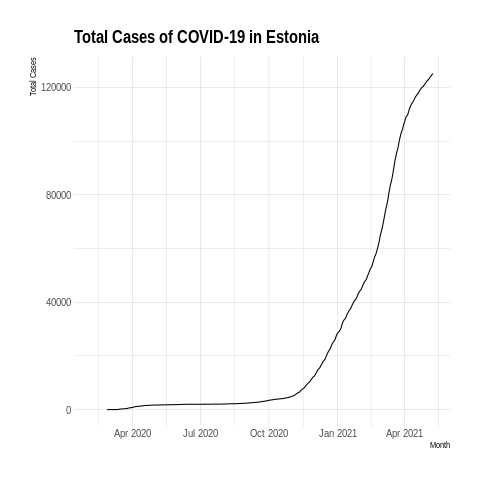 Total Cases of COVID-19 in Estonia
Total Cases
120000
80000
40000
0
Apr 2020 Jul 2020 Oct 2020 Jan 2021 Apr 2021
Month